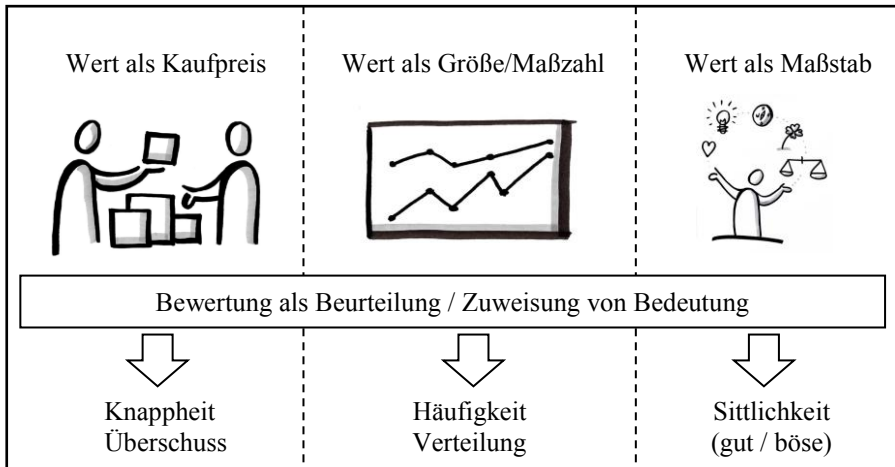 Wert als Kaufpreis
Wert als Größe/Maßzahl
Wert als Maßstab
Bewertung als Beurteilung / Zuweisung von Bedeutung
Knappheit
Überschuss
Häufigkeit
Verteilung
Sittlichkeit
(gut / böse)